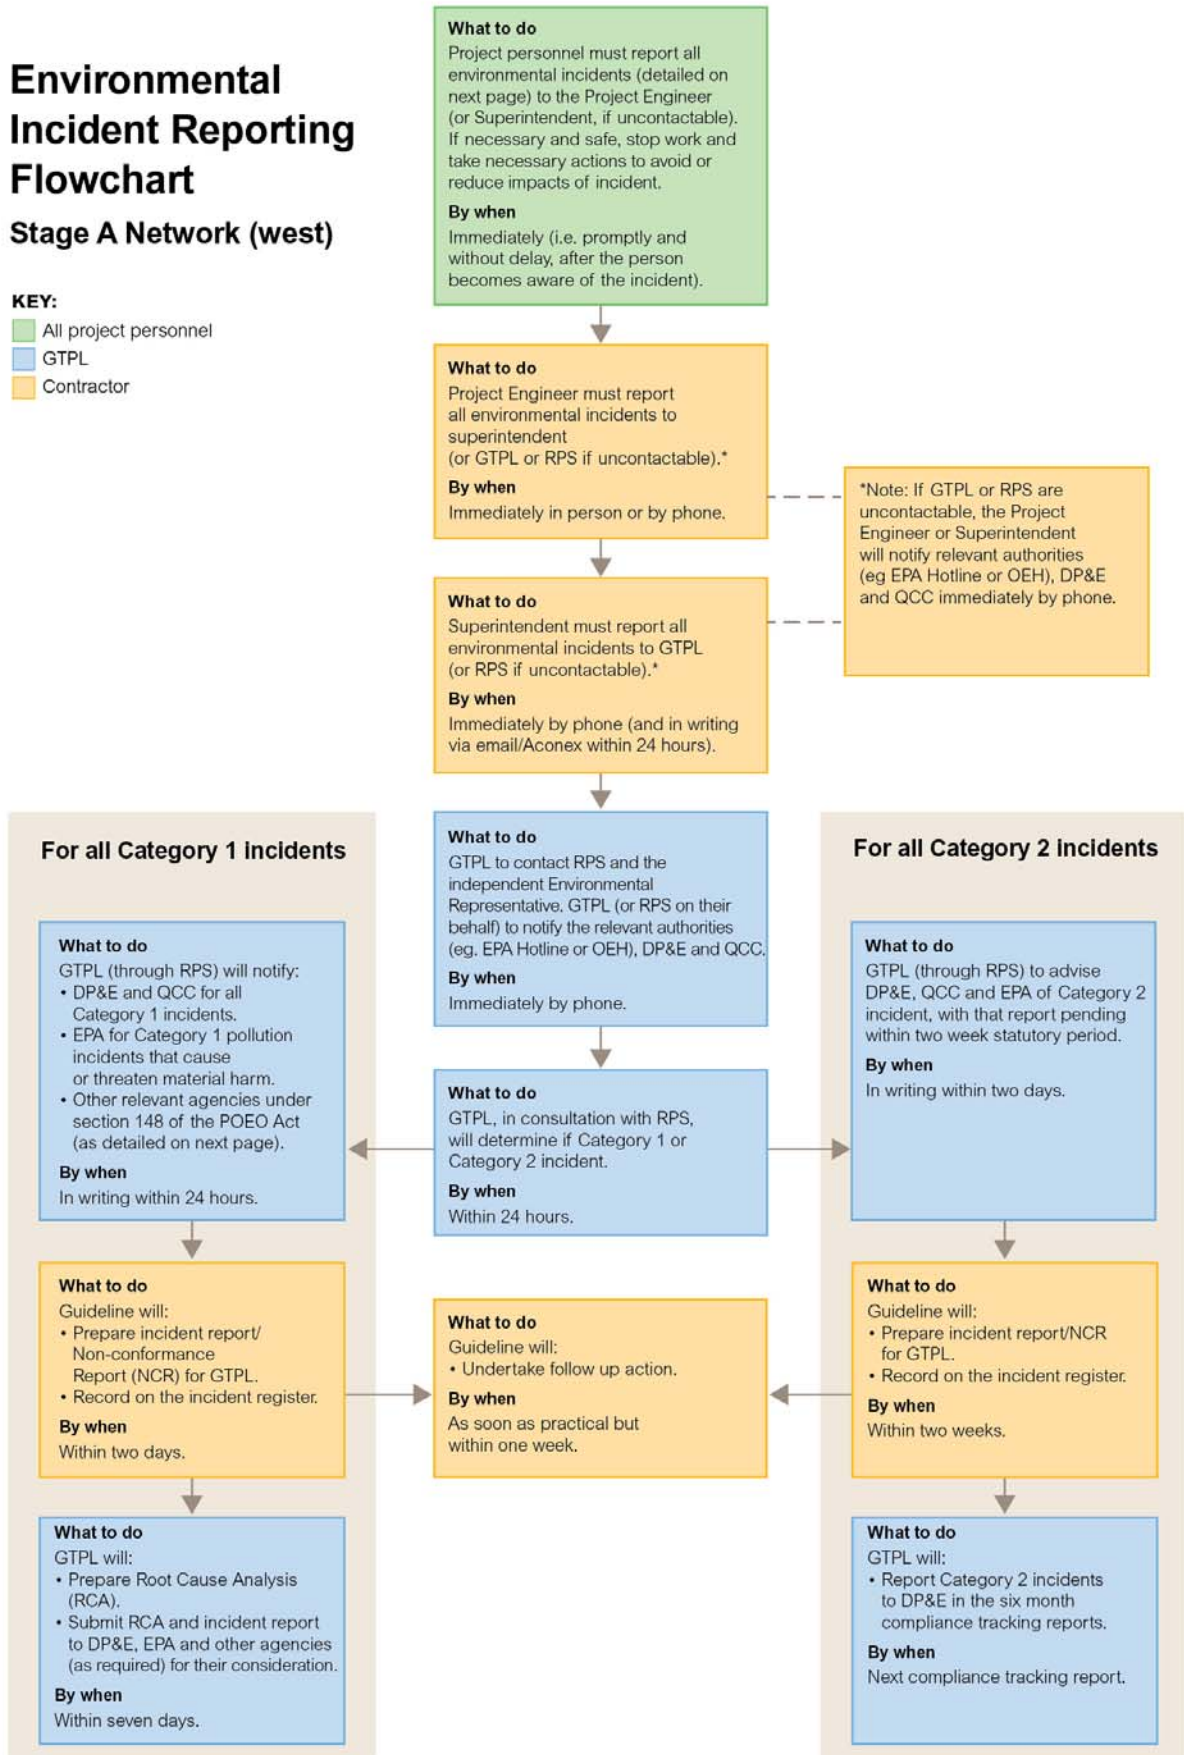 Environmental
Incident Reporting
Flowchart
Stage A Network (west)
KEY:
All project personnel
GTPL
Contractor
What to do
Project personnel must report all
environmental incidents (detailed on
next page) to the Project Engineer
(or Superintendent, if uncontactable).
If necessary and safe, stop work and
take necessary actions to avoid or
reduce impacts of incident.
By when
Immediately (i.e. promptly and
without delay, after the person
becomes aware of the incident).
What to do
Project Engineer must report
all environmental incidents to
superintendent
(or GTPL or RPS if uncontactable).*
By when
Immediately in person or by phone.
*Note: If GTPL or RPS are
uncontactable, the Project
Engineer or Superintendent
will notify relevant authorities
(eg EPA Hotline or OEH), DP&E
and QCC immediately by phone.
What to do
Superintendent must report all
environmental incidents to GTPL
(or RPS if uncontactable).*
By when
Immediately by phone (and in writing
via email/Aconex within 24 hours).
What to do
GTPL to contact RPS and the
independent Environmental
Representative. GTPL (or RPS on their
behalf) to notify the relevant authorities
(eg. EPA Hotline or OEH), DP&E and QCC.
By when
Immediately by phone.
What to do
GTPL, in consultation with RPS,
will determine if Category 1 or
Category 2 incident.
By when
Within 24 hours.
For all Category 1 incidents
What to do
GTPL (through RPS) will notify:
• DP&E and QCC for all
Category 1 incidents.
• EPA for Category 1 pollution
incidents that cause
or threaten material harm.
• Other relevant agencies under
section 148 of the POEO Act
(as detailed on next page).
By when
In writing within 24 hours.
What to do
Guideline will:
• Prepare incident report/
Non-conformance
Report (NCR) for GTPL.
• Record on the incident register.
By when
Within two days.
What to do
GTPL will:
• Prepare Root Cause Analysis
(RCA).
• Submit RCA and incident report
to DP&E, EPA and other agencies
(as required) for their consideration.
By when
Within seven days.
What to do
Guideline will:
• Undertake follow up action.
By when
As soon as practical but
within one week.
For all Category 2 incidents
What to do
GTPL (through RPS) to advise
DP&E, QCC and EPA of Category 2
incident, with that report pending
within two week statutory period.
By when
In writing within two days.
What to do
Guideline will:
• Prepare incident report/NCR
for GTPL.
• Record on the incident register.
By when
Within two weeks.
What to do
GTPL will:
• Report Category 2 incidents
to DP&E in the six month
compliance tracking reports.
By when
Next compliance tracking report.